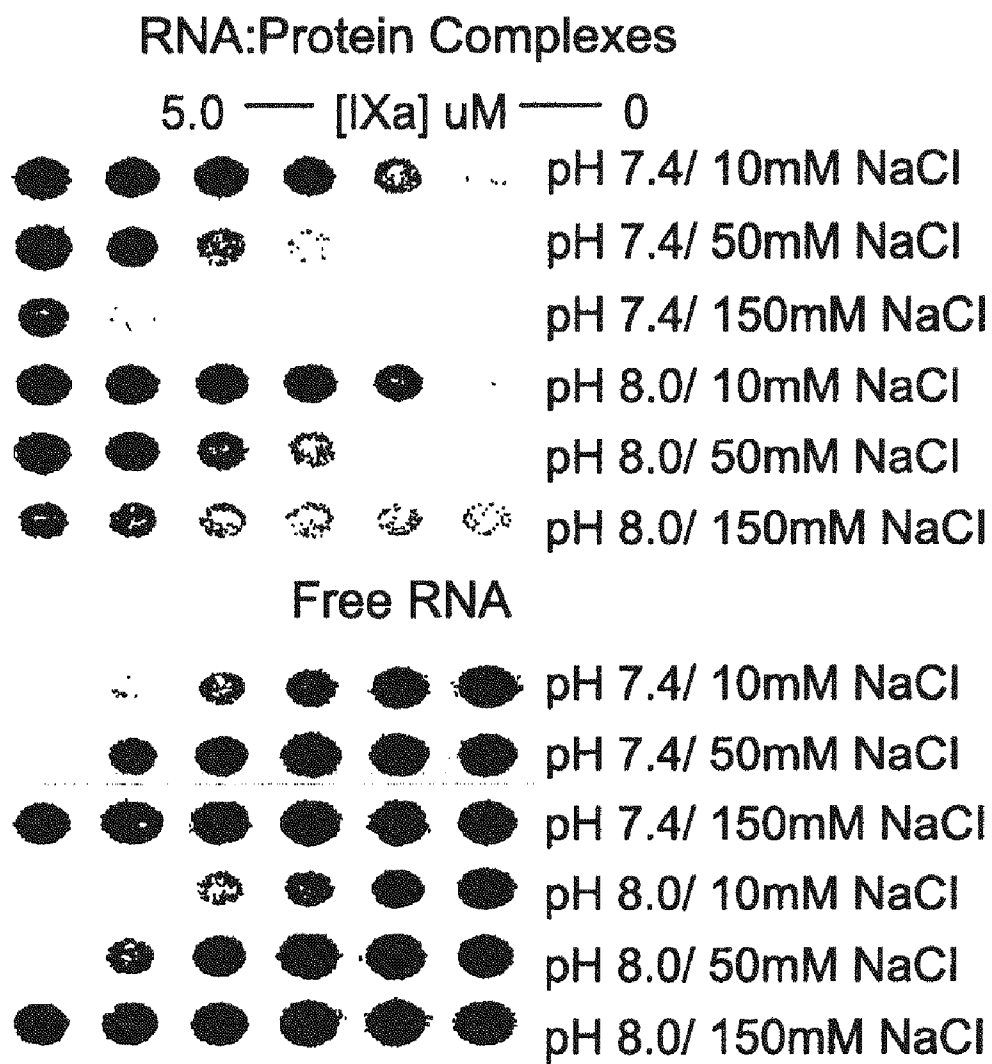 RNA:Protein Complexes
5.0 — [IXa] uM — 0
pH 7.4/ 10mM NaCl
pH 7.4/ 50mM NaCl
pH 7.4/ 150mM NaCl
pH 8.0/ 10mM NaCl
pH 8.0/ 50mM NaCl
pH 8.0/ 150mM NaCl
Free RNA
pH 7.4/ 10mM NaCl
pH 7.4/ 50mM NaCl
pH 7.4/ 150mM NaCl
pH 8.0/ 10mM NaCl
pH 8.0/ 50mM NaCl
pH 8.0/ 150mM NaCl